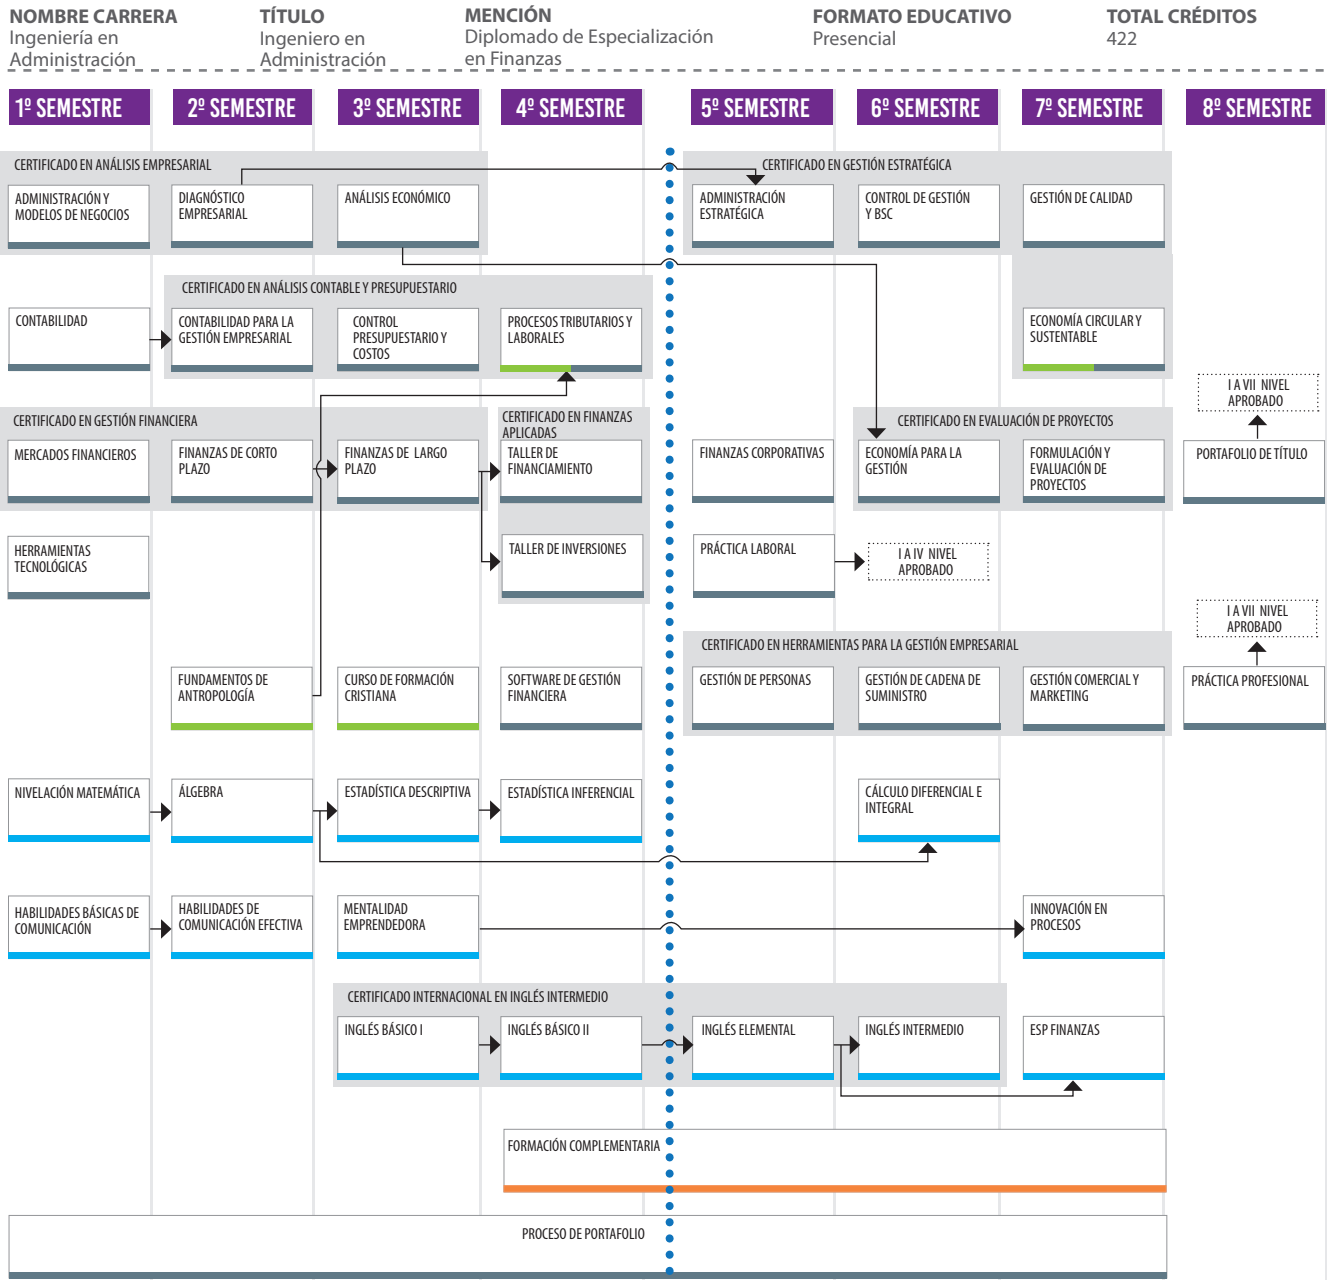 NOMBRE CARRERA
Ingeniería en
Administración
TÍTULO
Ingeniero en
Administración
MENCIÓN
Diplomado de Especialización
en Finanzas
FORMATO EDUCATIVO
Presencial
TOTAL CRÉDITOS
422
1º SEMESTRE
2º SEMESTRE
3º SEMESTRE
4º SEMESTRE
5º SEMESTRE
6º SEMESTRE
7º SEMESTRE
8º SEMESTRE
CERTIFICADO EN ANÁLISIS EMPRESARIAL
CERTIFICADO EN GESTIÓN ESTRATÉGICA
ADMINISTRACIÓN Y
MODELOS DE NEGOCIOS
DIAGNÓSTICO
EMPRESARIAL
ANÁLISIS ECONÓMICO
ADMINISTRACIÓN
ESTRATÉGICA
CONTROL DE GESTIÓN
Y BSC
GESTIÓN DE CALIDAD
CERTIFICADO EN ANÁLISIS CONTABLE Y PRESUPUESTARIO
CONTABILIDAD
CONTABILIDAD PARA LA
GESTIÓN EMPRESARIAL
CONTROL
PRESUPUESTARIO Y
COSTOS
PROCESOS TRIBUTARIOS Y
LABORALES
ECONOMÍA CIRCULAR Y
SUSTENTABLE
I A VII NIVEL
APROBADO
CERTIFICADO EN GESTIÓN FINANCIERA
CERTIFICADO EN FINANZAS
APLICADAS
CERTIFICADO EN EVALUACIÓN DE PROYECTOS
MERCADOS FINANCIEROS
FINANZAS DE CORTO
PLAZO
FINANZAS DE LARGO
PLAZO
TALLER DE
FINANCIAMIENTO
FINANZAS CORPORATIVAS
ECONOMÍA PARA LA
GESTIÓN
FORMULACIÓN Y
EVALUACIÓN DE
PROYECTOS
PORTAFOLIO DE TÍTULO
HERRAMIENTAS
TECNOLÓGICAS
TALLER DE INVERSIONES
PRÁCTICA LABORAL
I A IV NIVEL
APROBADO
I A VII NIVEL
APROBADO
CERTIFICADO EN HERRAMIENTAS PARA LA GESTIÓN EMPRESARIAL
FUNDAMENTOS DE
ANTROPOLOGÍA
CURSO DE FORMACIÓN
CRISTIANA
SOFTWARE DE GESTIÓN
FINANCIERA
GESTIÓN DE PERSONAS
GESTIÓN DE CADENA DE
SUMINISTRO
GESTIÓN COMERCIAL Y
MARKETING
PRÁCTICA PROFESIONAL
NIVELACIÓN MATEMÁTICA
ÁLGEBRA
ESTADÍSTICA DESCRIPTIVA
ESTADÍSTICA INFERENCIAL
CÁLCULO DIFERENCIAL E
INTEGRAL
HABILIDADES BÁSICAS DE
COMUNICACIÓN
HABILIDADES DE
COMUNICACIÓN EFECTIVA
MENTALIDAD
EMPRENDEDORA
INNOVACIÓN EN
PROCESOS
CERTIFICADO INTERNACIONAL EN INGLÉS INTERMEDIO
INGLÉS BÁSICO I
INGLÉS BÁSICO II
INGLÉS ELEMENTAL
INGLÉS INTERMEDIO
ESP FINANZAS
FORMACIÓN COMPLEMENTARIA
PROCESO DE PORTAFOLIO